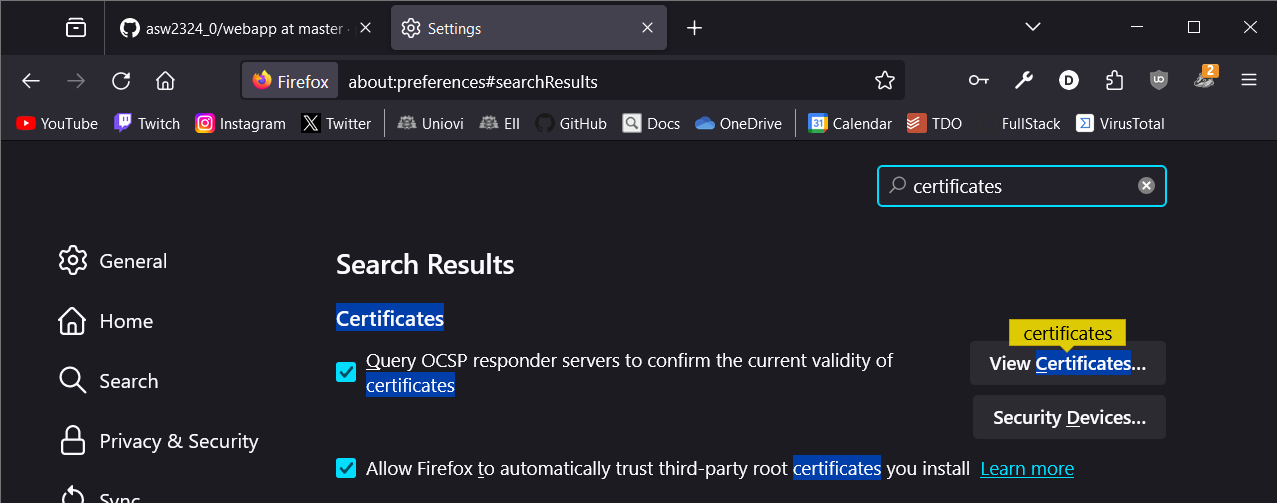 asw2324_0/webapp at master ·
Settings
Firefox
about:preferences#searchResults
2
YouTube
Twitch
Instagram
Twitter
Uniovi
EII
GitHub
Docs
OneDrive
31
Calendar
TDO
FullStack
VirusTotal
certificates
General
Home
Search
Privacy & Security
Sync
Search Results
Certificates
Query OCSP responder servers to confirm the current validity of
certificates
certificates
View Certificates...
Security Devices...
Allow Firefox to automatically trust third-party root certificates you install Learn more